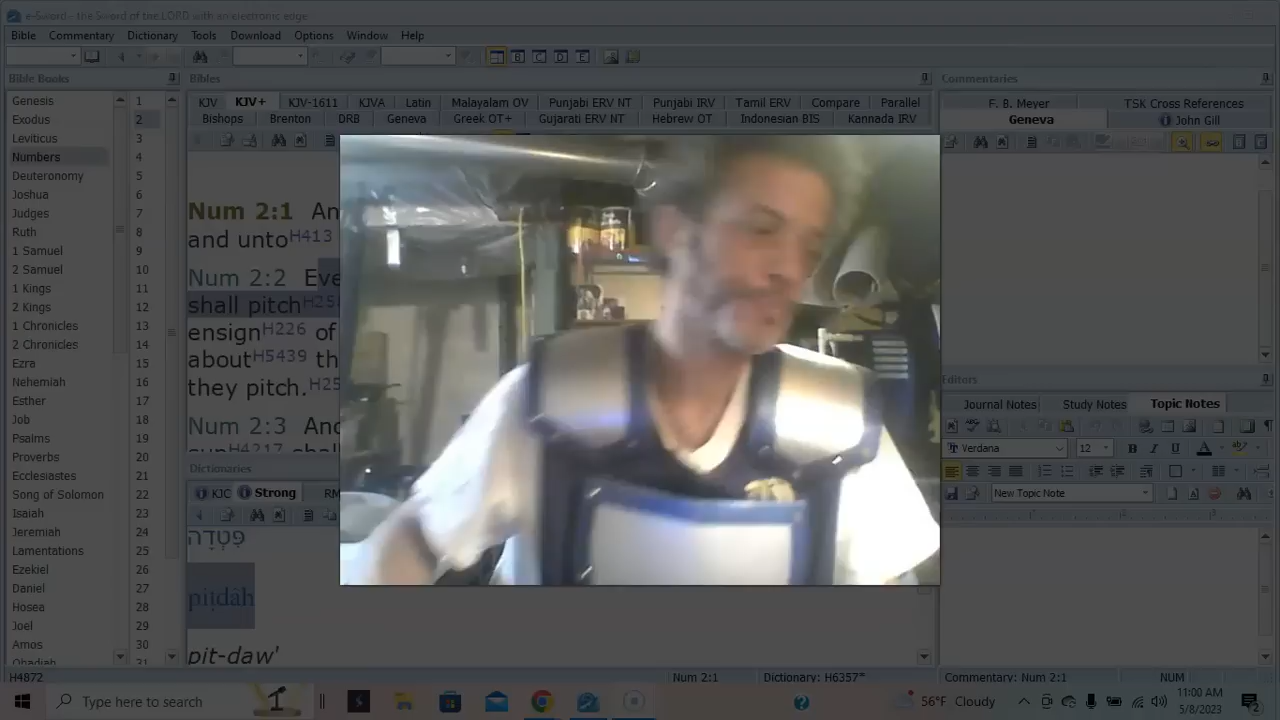 e-Sword - the Sword of the LORD with an electronic edge
Bible Commentary Dictionary Tools Download Options Window Help
B C D E
Bible Books
Bibles
Commentaries
KJV KJV+ KJV-1611 KJVA Latin Malayalam OV Punjabi ERV NT Punjabi IRV Tamil ERV Compare Parallel
Bishops Brenton DRB Geneva Greek OT+ Gujarati ERV NT Hebrew OT Indonesian BIS Kannada IRV
F. B. Meyer TSK Cross References
Geneva John Gill
Genesis 1
Exodus 2
Leviticus 3
Numbers 4
Deuteronomy 5
Joshua 6
Judges 7
Ruth 8
1 Samuel 9
2 Samuel 10
1 Kings 11
2 Kings 12
1 Chronicles 13
2 Chronicles 14
Ezra 15
Nehemiah 16
Esther 17
Job 18
Psalms 19
Proverbs 20
Ecclesiastes 21
Song of Solomon 22
Isaiah 23
Jeremiah 24
Lamentations 25
Ezekiel 26
Daniel 27
Hosea 28
Joel 29
Amos 30
Obadiah 31
Num 2:1
and unto H413
Num 2:2
shall pitch
ensign H226 of
about H5439
they pitch.
Num 2:3
Dictionaries
KJC Strong
פִּטְדָה
piṭdâh
pit-daw'
Editors
Journal Notes Study Notes Topic Notes
Verdana 12 B I U A
New Topic Note
H4872
Num 2:1
Dictionary: H6357*
Commentary: Num 2:1
NUM
Type here to search
56°F Cloudy
11:00 AM
5/8/2023